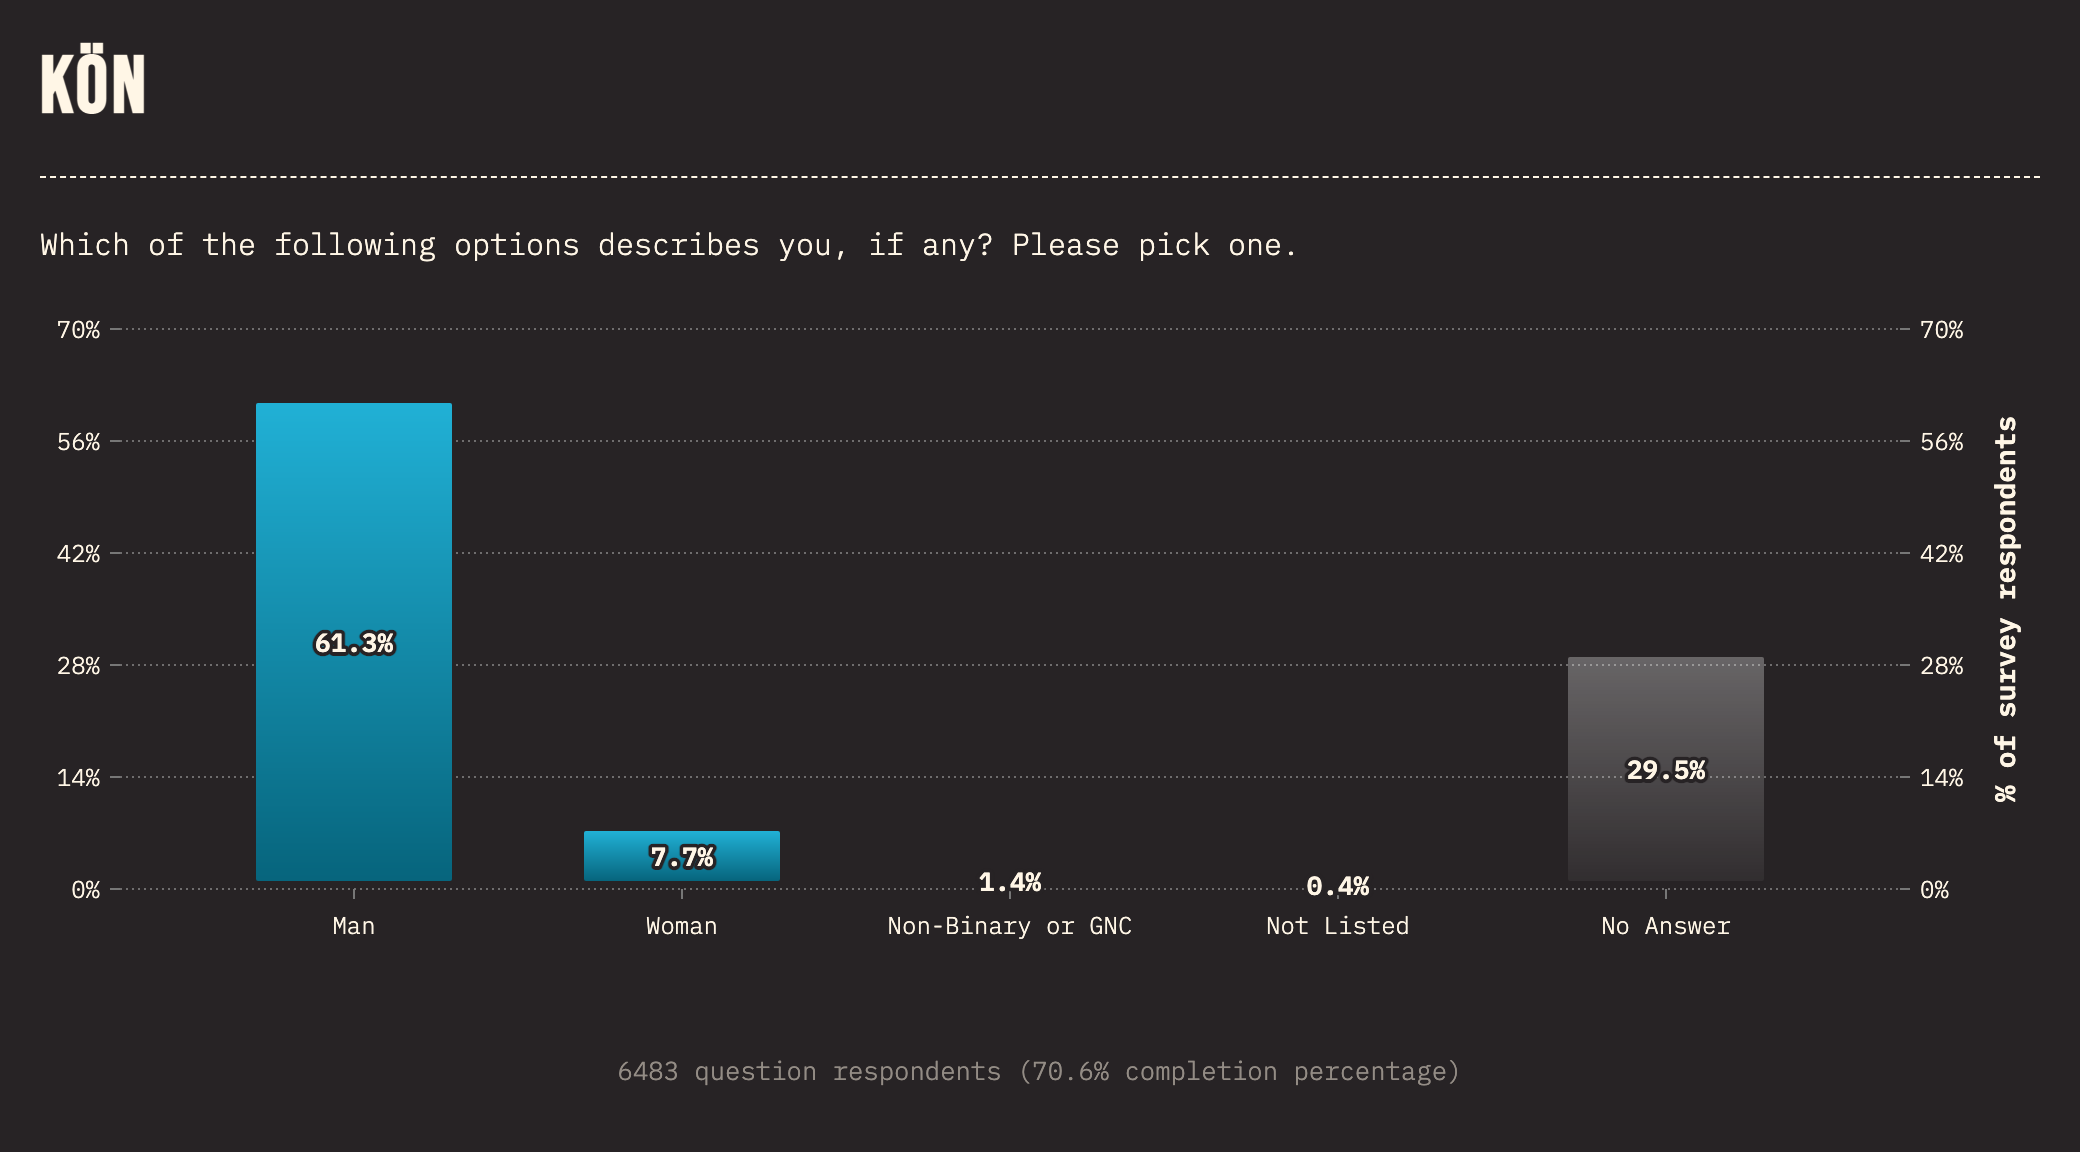 KÖN
Which of the following options describes you, if any? Please pick one.
70% 70%
56% 56%
42% 42%
28% 28%
14% 14%
0% 0%
61.3%
7.7%
1.4%
0.4%
29.5%
Man Woman Non-Binary or GNC Not Listed No Answer
% of survey respondents
6483 question respondents (70.6% completion percentage)